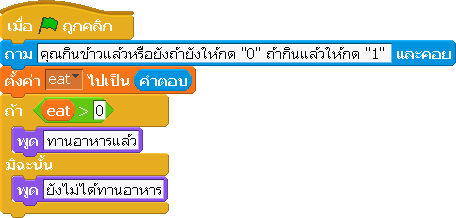 เมื่อ ถูกคลิก
ถาม คุณกินข้าวแล้วหรือยังถ้ายังให้กด "0" ถ้ากินแล้วให้กด "1" และคอย
ตั้งค่า eat ไปเป็น คำตอบ
ถ้า eat > 0
พูด ทานอาหารแล้ว
มิฉะนั้น
พูด ยังไม่ได้ทานอาหาร